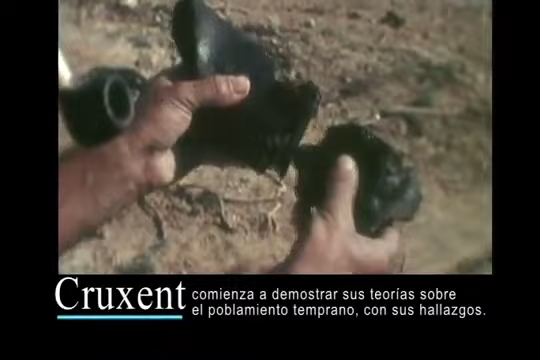 Cruxent comienza a demostrar sus teorías sobre
el poblamiento temprano, con sus hallazgos.